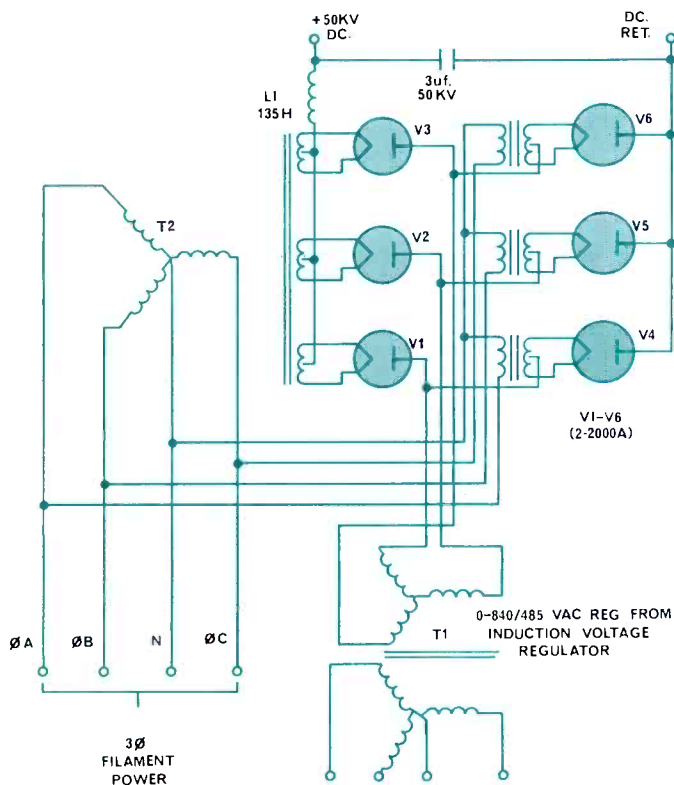 +50KV
DC.
DC.
RET.
3uf.
50KV
L1
135H
V3
V6
T2
V2
V5
V1
V4
V1-V6
(2-2000A)
ØA
ØB
N
ØC
T1
0-840/485 VAC REG FROM
INDUCTION VOLTAGE
REGULATOR
3Ø
FILAMENT
POWER